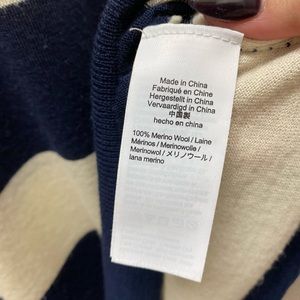 Made in China
Fabriqué en Chine
Hergestellt in China
Vervaardigd in China
中国製
hecho en china
100% Merino Wool / Laine
Mérinos / Merinowolle /
Merinowol / メリノウール /
lana merino